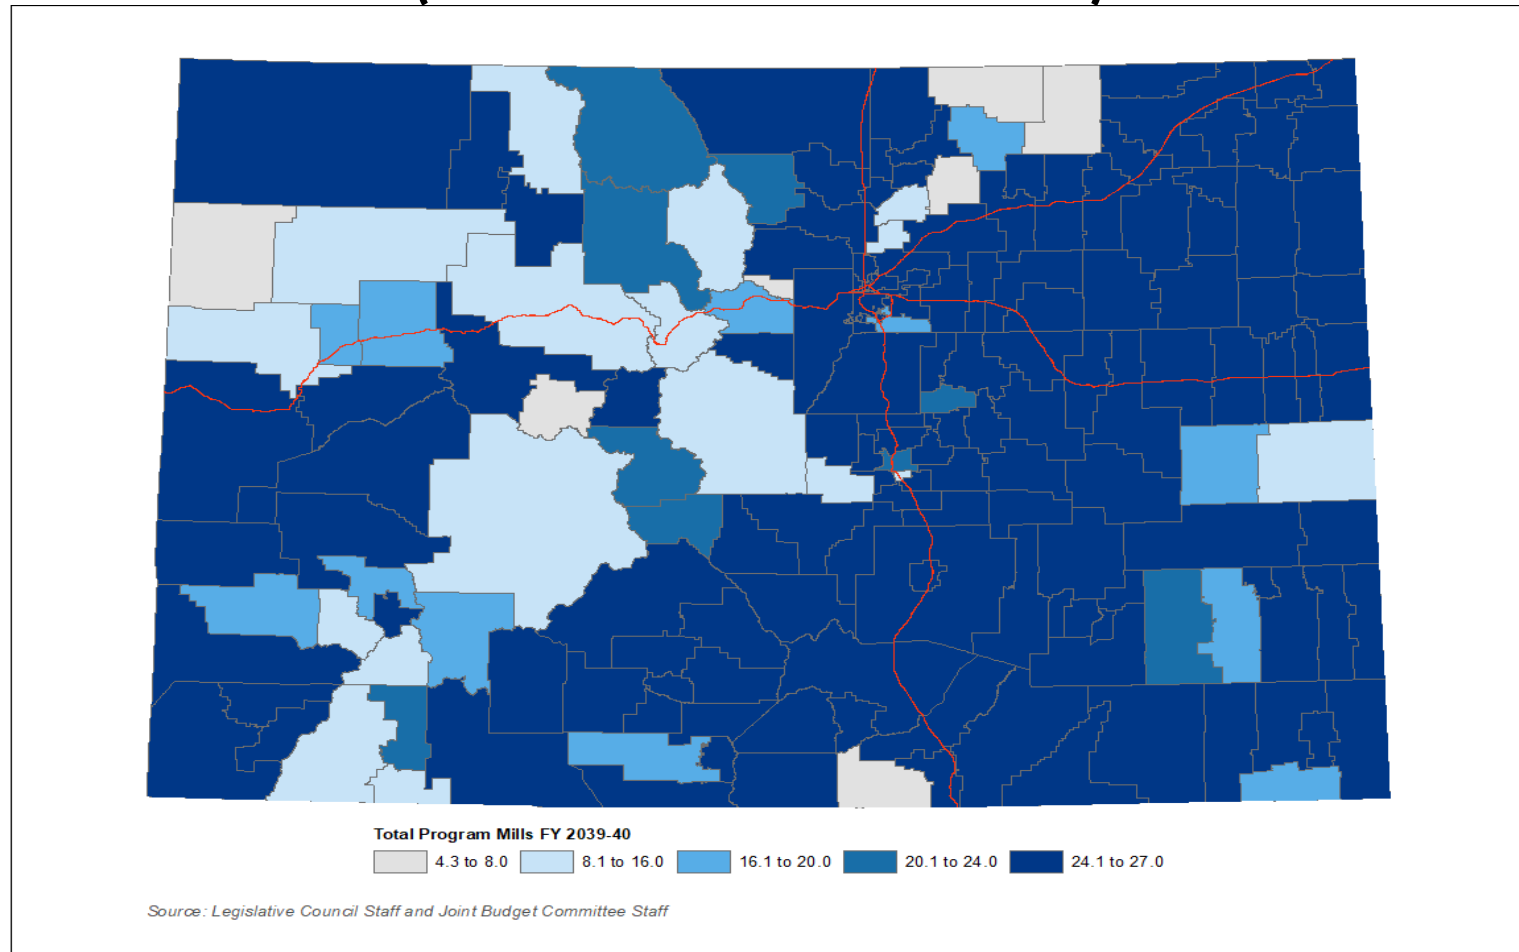 Total Program Mills FY 2039-40
4.3 to 8.0 8.1 to 16.0 16.1 to 20.0 20.1 to 24.0 24.1 to 27.0
Source: Legislative Council Staff and Joint Budget Committee Staff